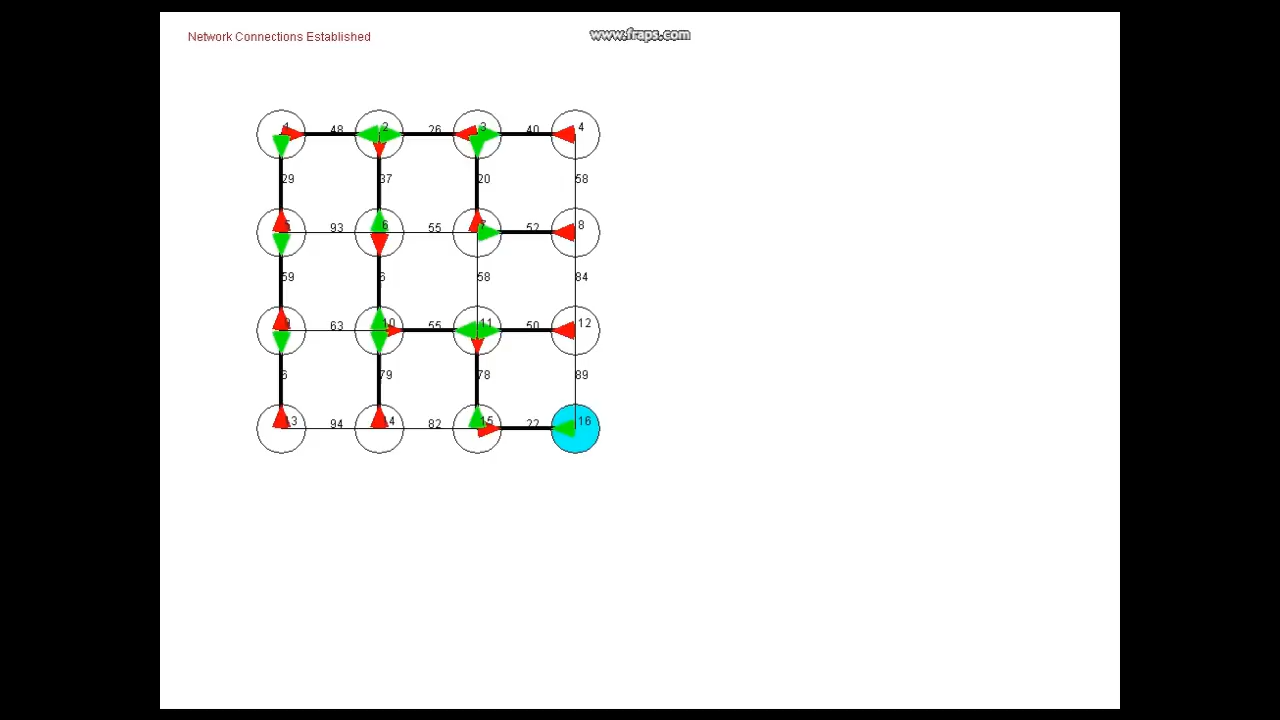 Network Connections Established
www.fraps.com
1 48 2 26 3 40 4
29 37 20 58
5 93 6 55 7 52 8
59 6 58 84
9 63 10 55 11 50 12
6 79 78 89
13 94 14 82 15 22 16